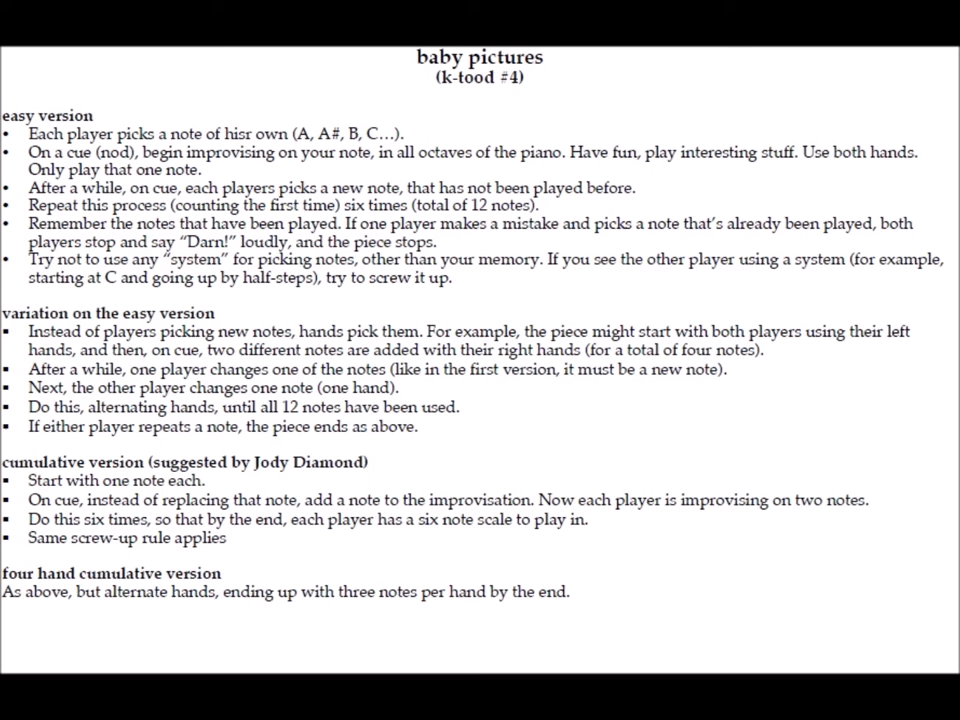 baby pictures
(k-tood #4)
easy version
• Each player picks a note of hisr own (A, A#, B, C…).
• On a cue (nod), begin improvising on your note, in all octaves of the piano. Have fun, play interesting stuff. Use both hands.
Only play that one note.
• After a while, on cue, each players picks a new note, that has not been played before.
• Repeat this process (counting the first time) six times (total of 12 notes).
• Remember the notes that have been played. If one player makes a mistake and picks a note that's already been played, both
players stop and say “Darn!” loudly, and the piece stops.
• Try not to use any “system” for picking notes, other than your memory. If you see the other player using a system (for example,
starting at C and going up by half-steps), try to screw it up.
variation on the easy version
▪ Instead of players picking new notes, hands pick them. For example, the piece might start with both players using their left
hands, and then, on cue, two different notes are added with their right hands (for a total of four notes).
▪ After a while, one player changes one of the notes (like in the first version, it must be a new note).
▪ Next, the other player changes one note (one hand).
▪ Do this, alternating hands, until all 12 notes have been used.
▪ If either player repeats a note, the piece ends as above.
cumulative version (suggested by Jody Diamond)
▪ Start with one note each.
▪ On cue, instead of replacing that note, add a note to the improvisation. Now each player is improvising on two notes.
▪ Do this six times, so that by the end, each player has a six note scale to play in.
▪ Same screw-up rule applies
four hand cumulative version
As above, but alternate hands, ending up with three notes per hand by the end.